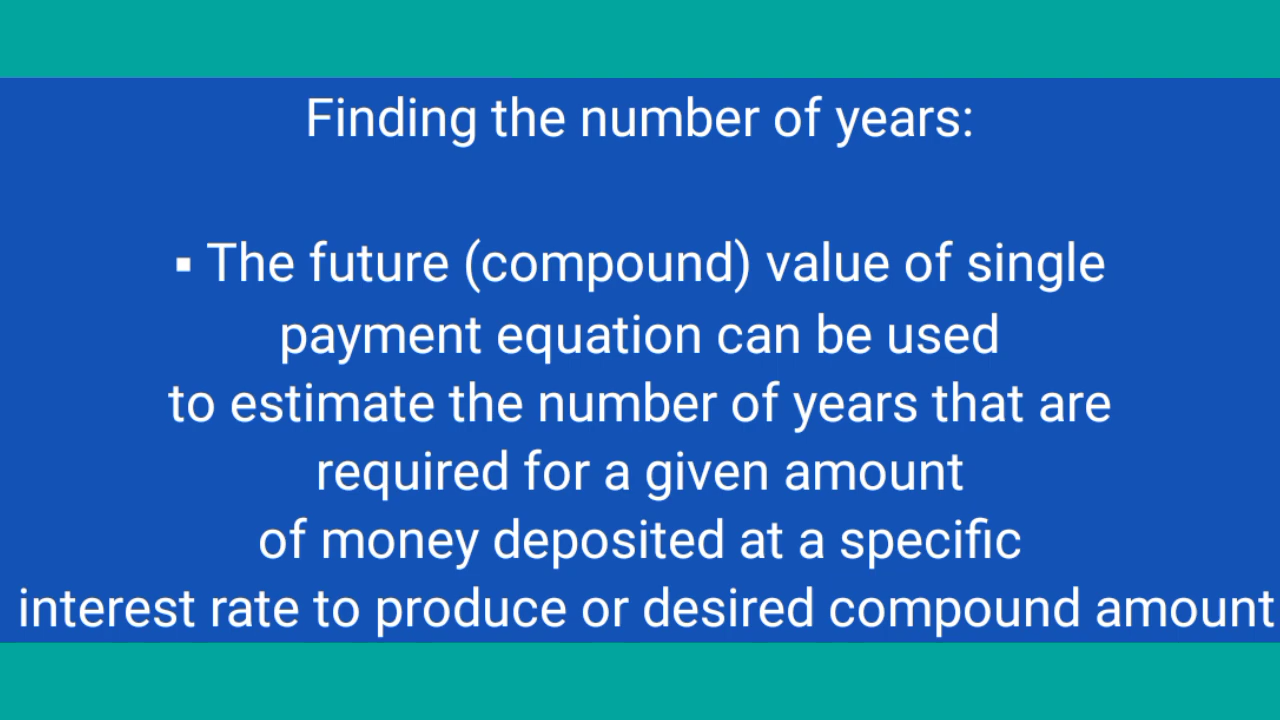 Finding the number of years:
▪ The future (compound) value of single
payment equation can be used
to estimate the number of years that are
required for a given amount
of money deposited at a specific
interest rate to produce or desired compound amount